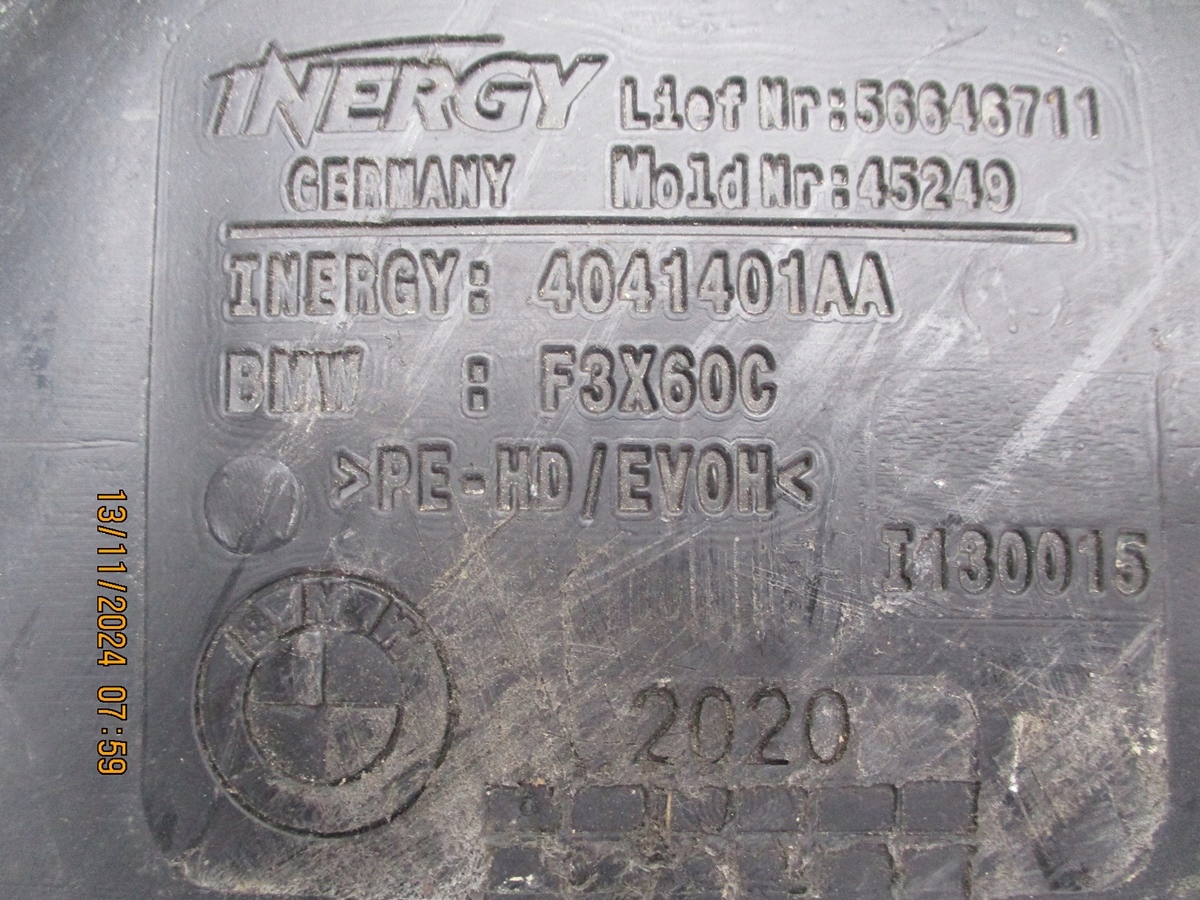 INERGY Lief Nr:56646711
GERMANY Mold Nr:45249
INERGY: 4041401AA
BMW : F3X60C
>PE-HD/EVOH<
I130015
BMW
2020
13/11/2024 07:59